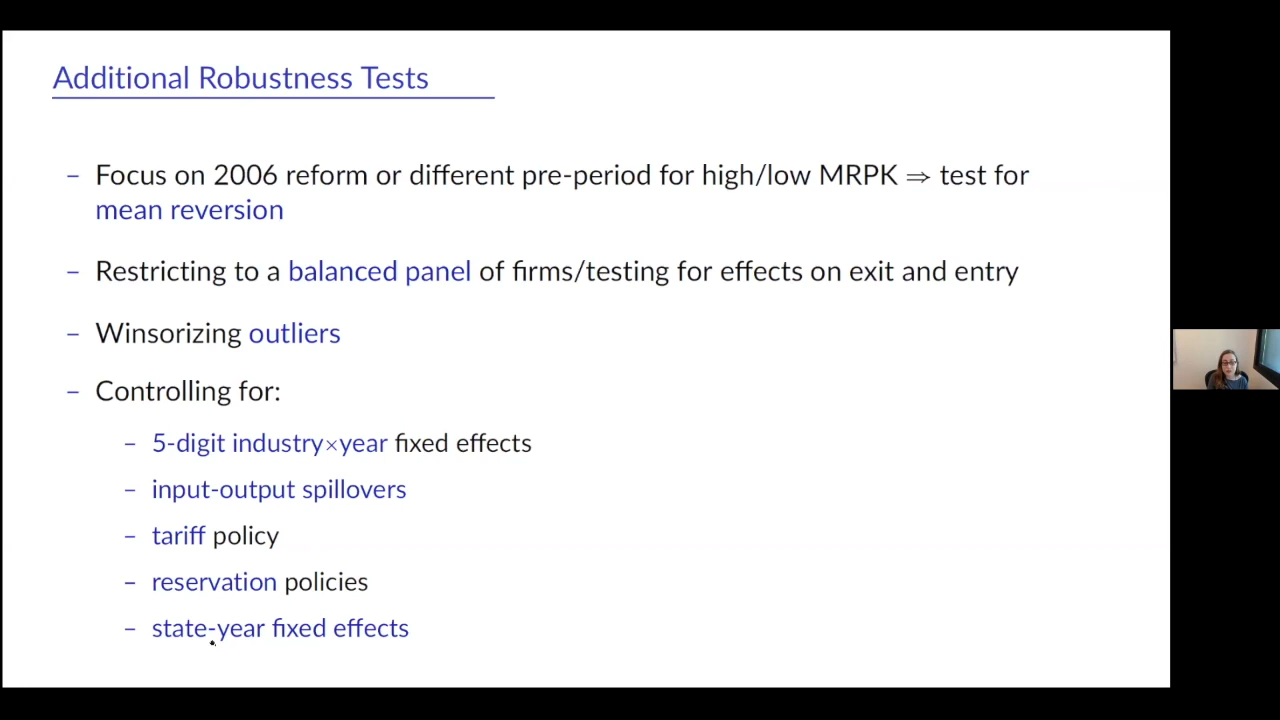 Additional Robustness Tests
– Focus on 2006 reform or different pre-period for high/low MRPK ⇒ test for
mean reversion
– Restricting to a balanced panel of firms/testing for effects on exit and entry
– Winsorizing outliers
– Controlling for:
– 5-digit industry×year fixed effects
– input-output spillovers
– tariff policy
– reservation policies
– state-year fixed effects